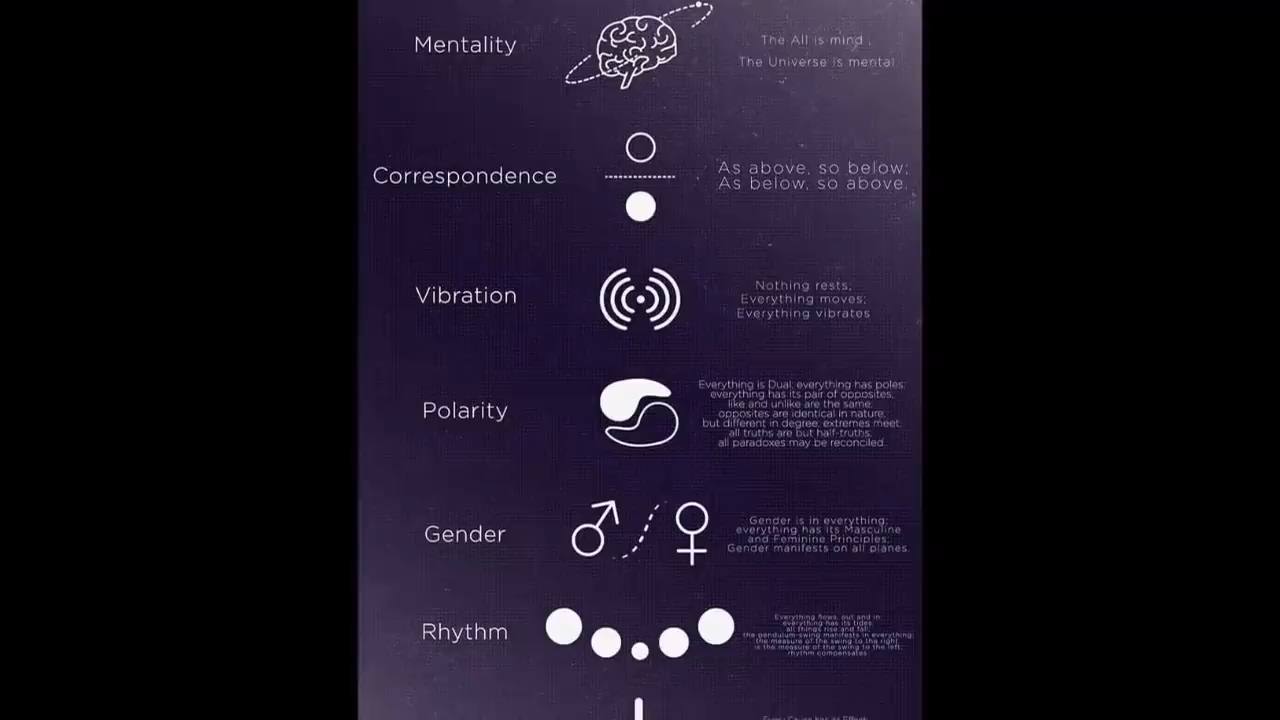 Mentality
The All is mind ;
The Universe is mental
Correspondence
As above, so below;
As below, so above.
Vibration
Nothing rests;
Everything moves;
Everything vibrates
Polarity
Everything is Dual; everything has poles;
everything has its pair of opposites;
like and unlike are the same;
opposites are identical in nature,
but different in degree; extremes meet;
all truths are but half-truths;
all paradoxes may be reconciled.
Gender
Gender is in everything;
everything has its Masculine
and Feminine Principles;
Gender manifests on all planes.
Rhythm
Everything flows, out and in;
everything has its tides;
all things rise and fall;
the pendulum-swing manifests in everything;
the measure of the swing to the right
is the measure of the swing to the left;
rhythm compensates
Every Cause has its Effect;